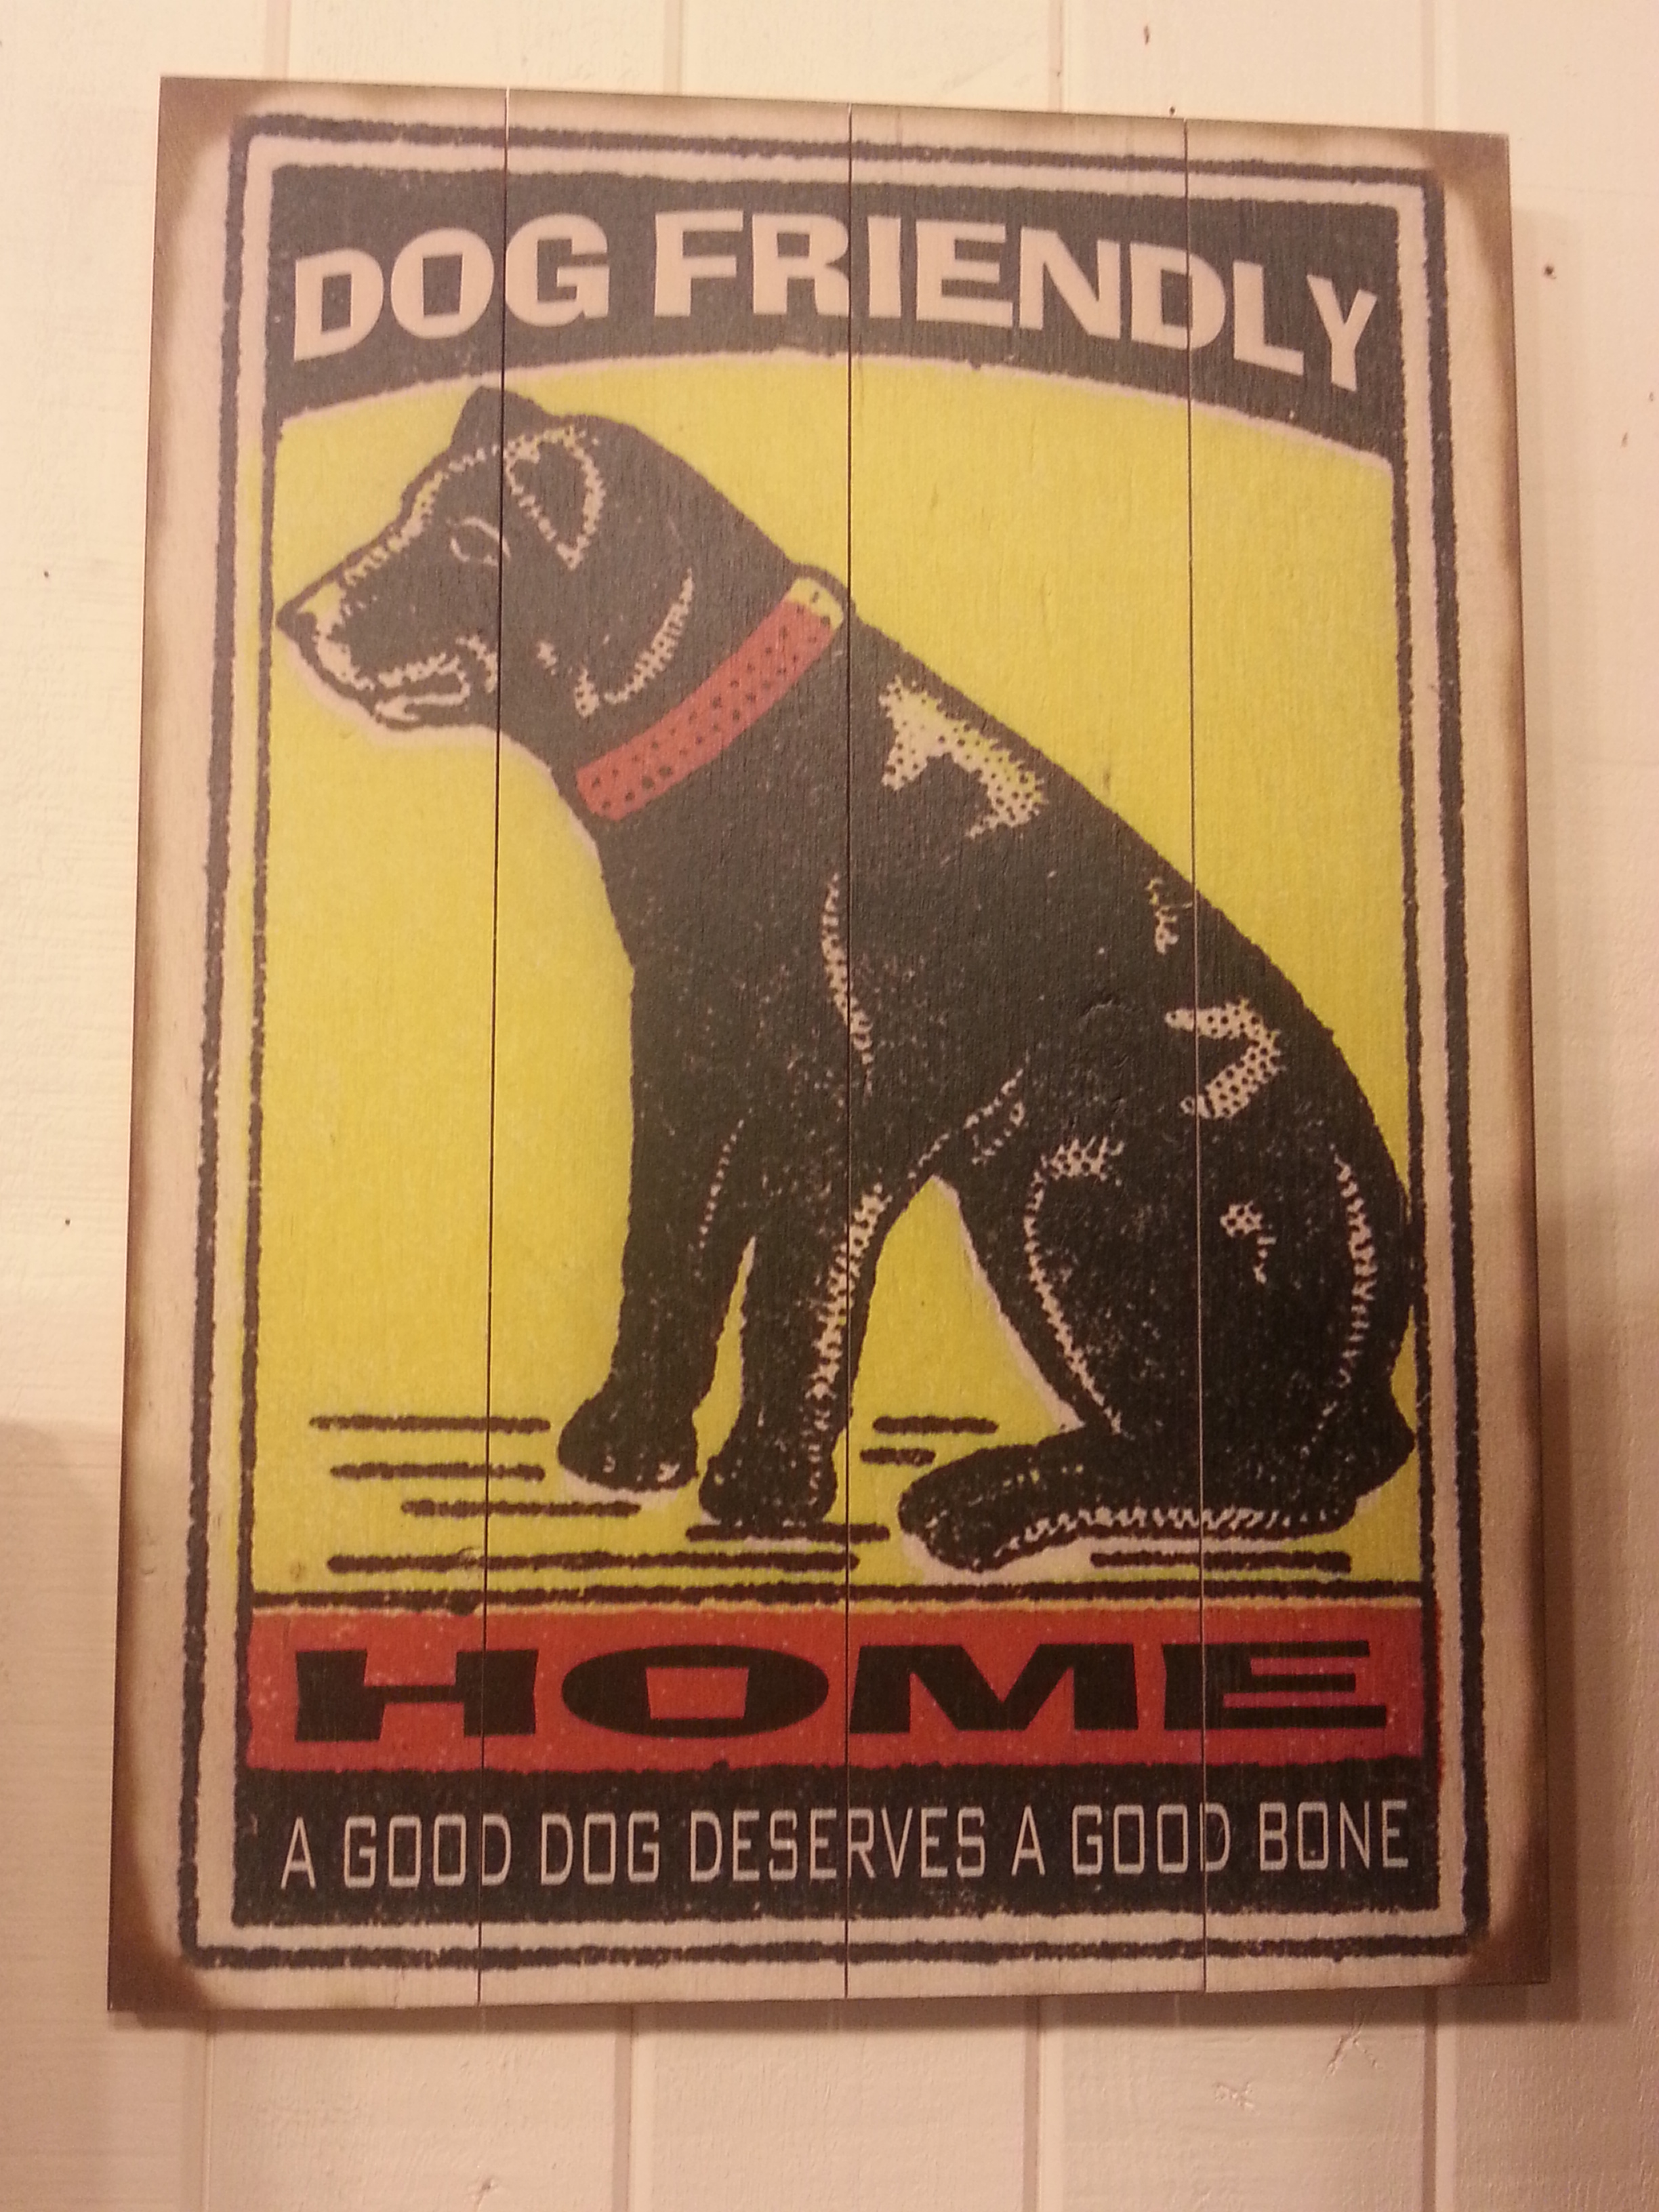 DOG FRIENDLY
HOME
A GOOD DOG DESERVES A GOOD BONE